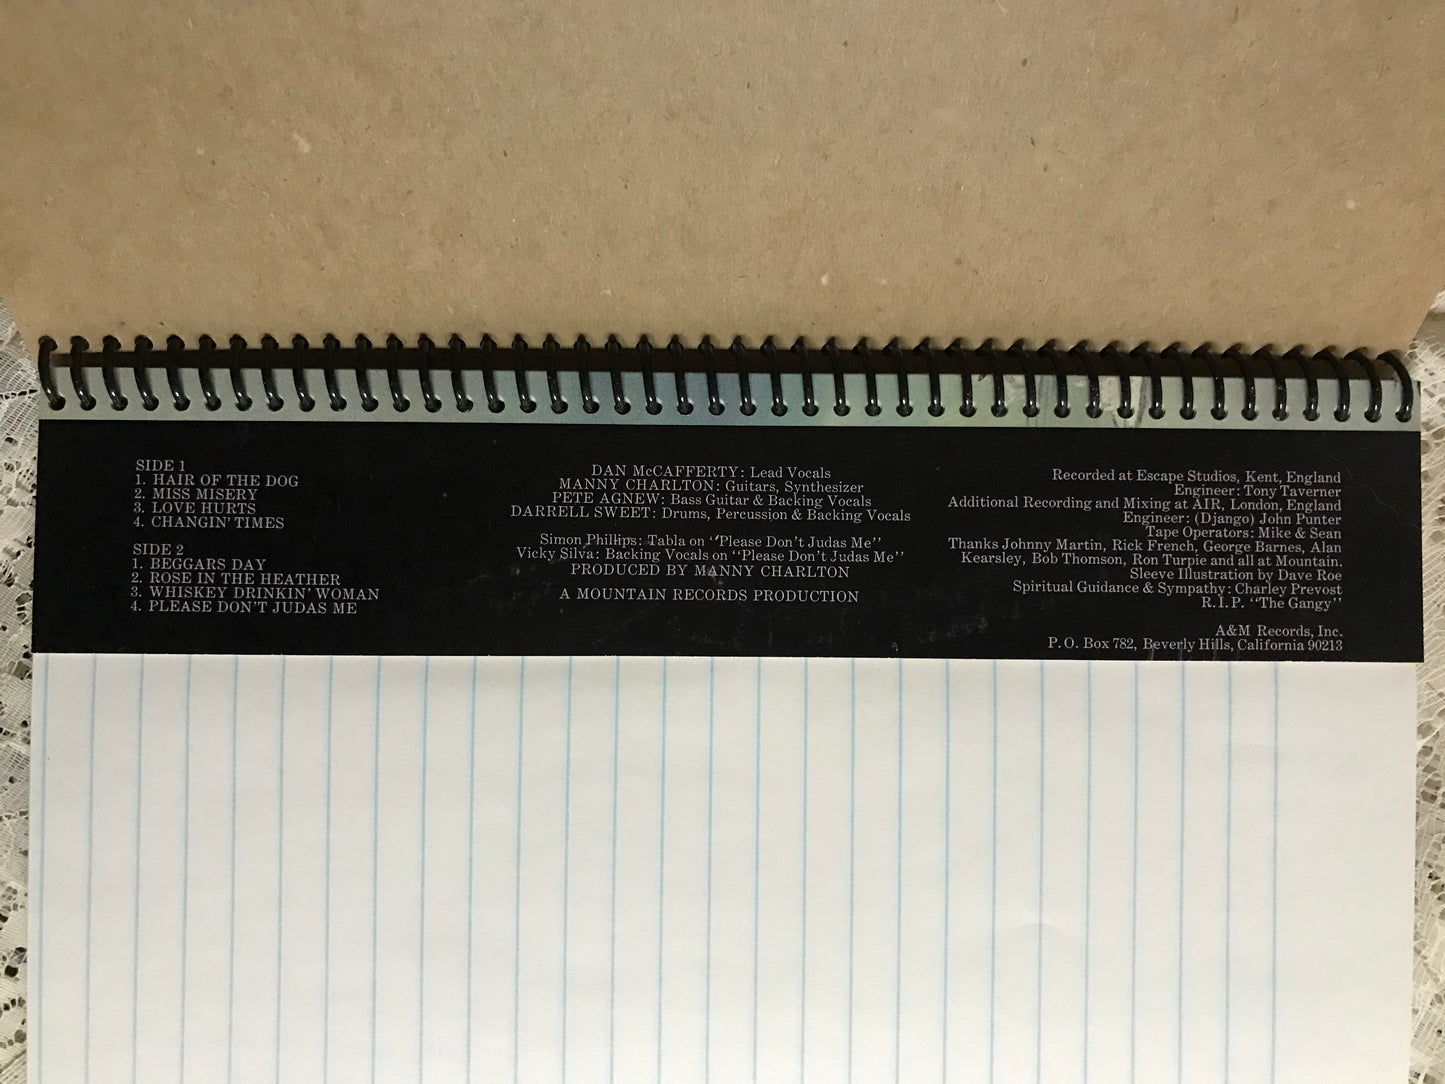 SIDE 1
1. HAIR OF THE DOG
2. MISS MISERY
3. LOVE HURTS
4. CHANGIN' TIMES
SIDE 2
1. BEGGARS DAY
2. ROSE IN THE HEATHER
3. WHISKEY DRINKIN' WOMAN
4. PLEASE DON'T JUDAS ME
DAN McCAFFERTY: Lead Vocals
MANNY CHARLTON: Guitars, Synthesizer
PETE AGNEW: Bass Guitar & Backing Vocals
DARRELL SWEET: Drums, Percussion & Backing Vocals
Simon Phillips: Tabla on "Please Don't Judas Me"
Vicky Silva: Backing Vocals on "Please Don't Judas Me"
PRODUCED BY MANNY CHARLTON
A MOUNTAIN RECORDS PRODUCTION
Recorded at Escape Studios, Kent, England
Engineer: Tony Taverner
Additional Recording and Mixing at AIR, London, England
Engineer: (Django) John Punter
Tape Operators: Mike & Sean
Thanks Johnny Martin, Rick French, George Barnes, Alan
Kearsley, Bob Thomson, Ron Turpie and all at Mountain.
Sleeve Illustration by Dave Roe
Spiritual Guidance & Sympathy: Charley Prevost
R.I.P. "The Gangy"
A&M Records, Inc.
P.O. Box 782, Beverly Hills, California 90213